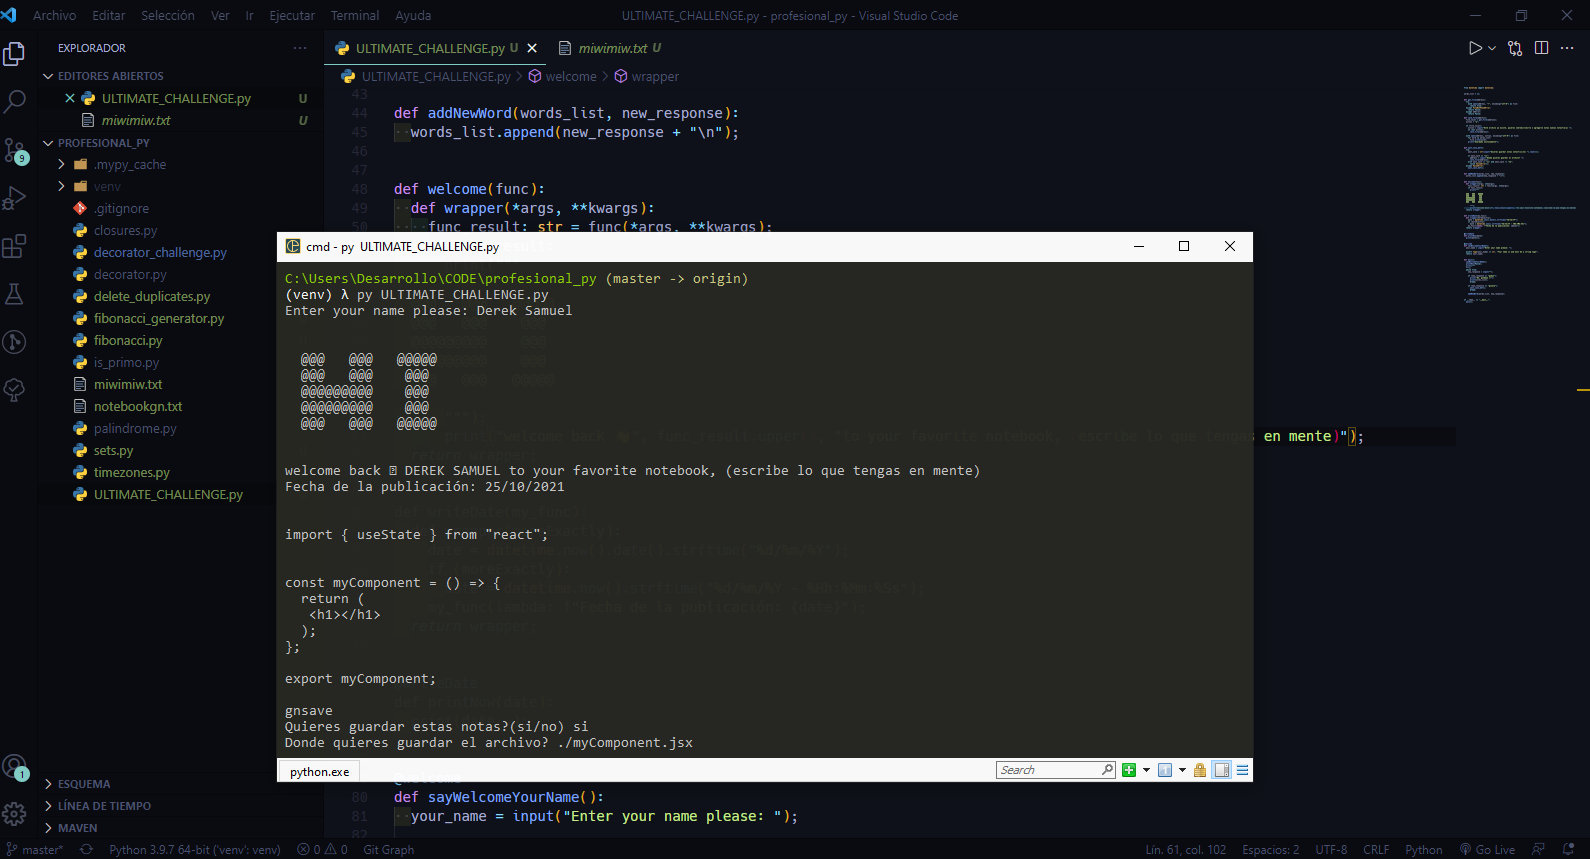 Archivo Editar Selección Ver Ir Ejecutar Terminal Ayuda
ULTIMATE_CHALLENGE.py - profesional_py - Visual Studio Code
EXPLORADOR
EDITORES ABIERTOS
ULTIMATE_CHALLENGE.py U
miwimiw.txt U
PROFESIONAL_PY
.mypy_cache
venv
.gitignore
closures.py
decorator_challenge.py
decorator.py
delete_duplicates.py
fibonacci_generator.py
fibonacci.py
is_primo.py
miwimiw.txt
notebookgn.txt
palindrome.py
sets.py
timezones.py
ULTIMATE_CHALLENGE.py
ESQUEMA
LÍNEA DE TIEMPO
MAVEN
9
1
ULTIMATE_CHALLENGE.py U
miwimiw.txt U
ULTIMATE_CHALLENGE.py > welcome > wrapper
43
44 def addNewWord(words_list, new_response):
45 words_list.append(new_response + "\n");
46
47
48 def welcome(func):
49 def wrapper(*args, **kwargs):
50 func_result: str = func(*args, **kwargs);
en mente)");
cmd - py ULTIMATE_CHALLENGE.py
C:\Users\Desarrollo\CODE\profesional_py (master -> origin)
(venv) λ py ULTIMATE_CHALLENGE.py
Enter your name please: Derek Samuel
@@@   @@@   @@@@@
@@@   @@@    @@@
@@@@@@@@@    @@@
@@@@@@@@@    @@@
@@@   @@@   @@@@@
welcome back DEREK SAMUEL to your favorite notebook, (escribe lo que tengas en mente)
Fecha de la publicación: 25/10/2021
import { useState } from "react";
const myComponent = () => {
return (
<h1></h1>
);
};
export myComponent;
gnsave
Quieres guardar estas notas?(si/no) si
Donde quieres guardar el archivo? ./myComponent.jsx
python.exe
Search
80 def sayWelcomeYourName():
81 your_name = input("Enter your name please: ");
82
master*
Python 3.9.7 64-bit ('venv': venv)
0 0
Git Graph
Lín. 61, col. 102
Espacios: 2
UTF-8
CRLF
Python
Go Live